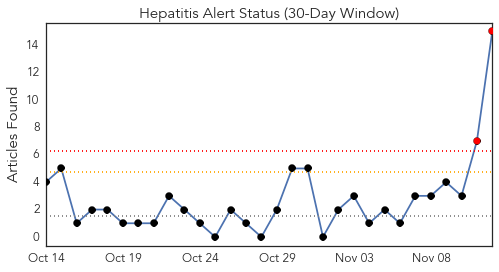 Hepatitis Alert Status (30-Day Window)
Articles Found
14
12
10
8
6
4
2
0
Oct 14 Oct 19 Oct 24 Oct 29 Nov 03 Nov 08